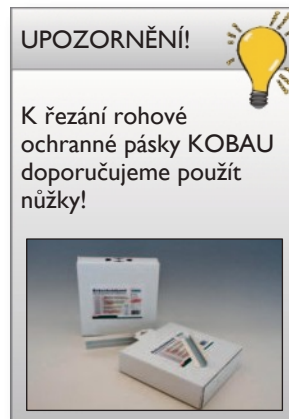 UPOZORNĚNÍ!
K řezání rohové
ochranné pásky KOBAU
doporučujeme použít
nůžky!